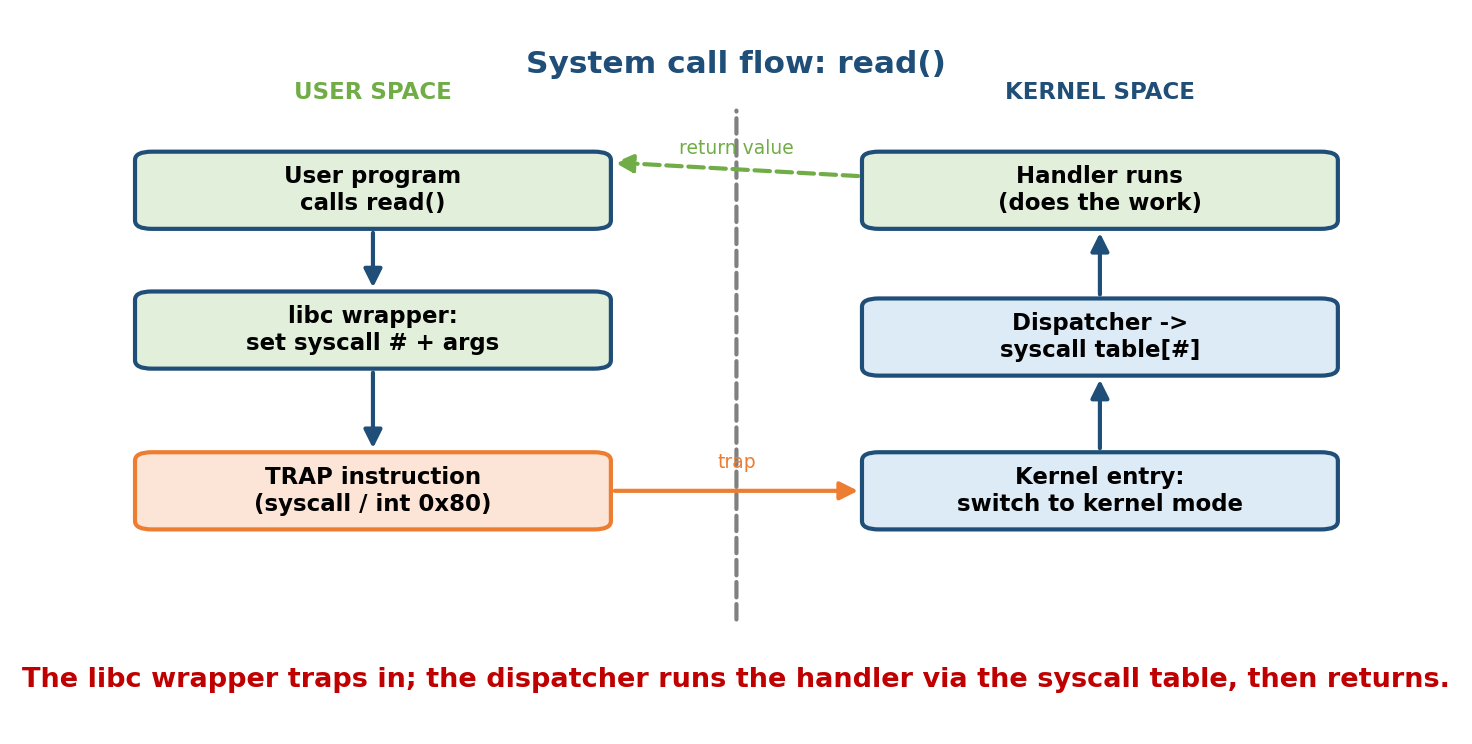 System call flow: read()
USER SPACE
KERNEL SPACE
User program
calls read()
return value
Handler runs
(does the work)
libc wrapper:
set syscall # + args
Dispatcher ->
syscall table[#]
TRAP instruction
(syscall / int 0x80)
trap
Kernel entry:
switch to kernel mode
The libc wrapper traps in; the dispatcher runs the handler via the syscall table, then returns.